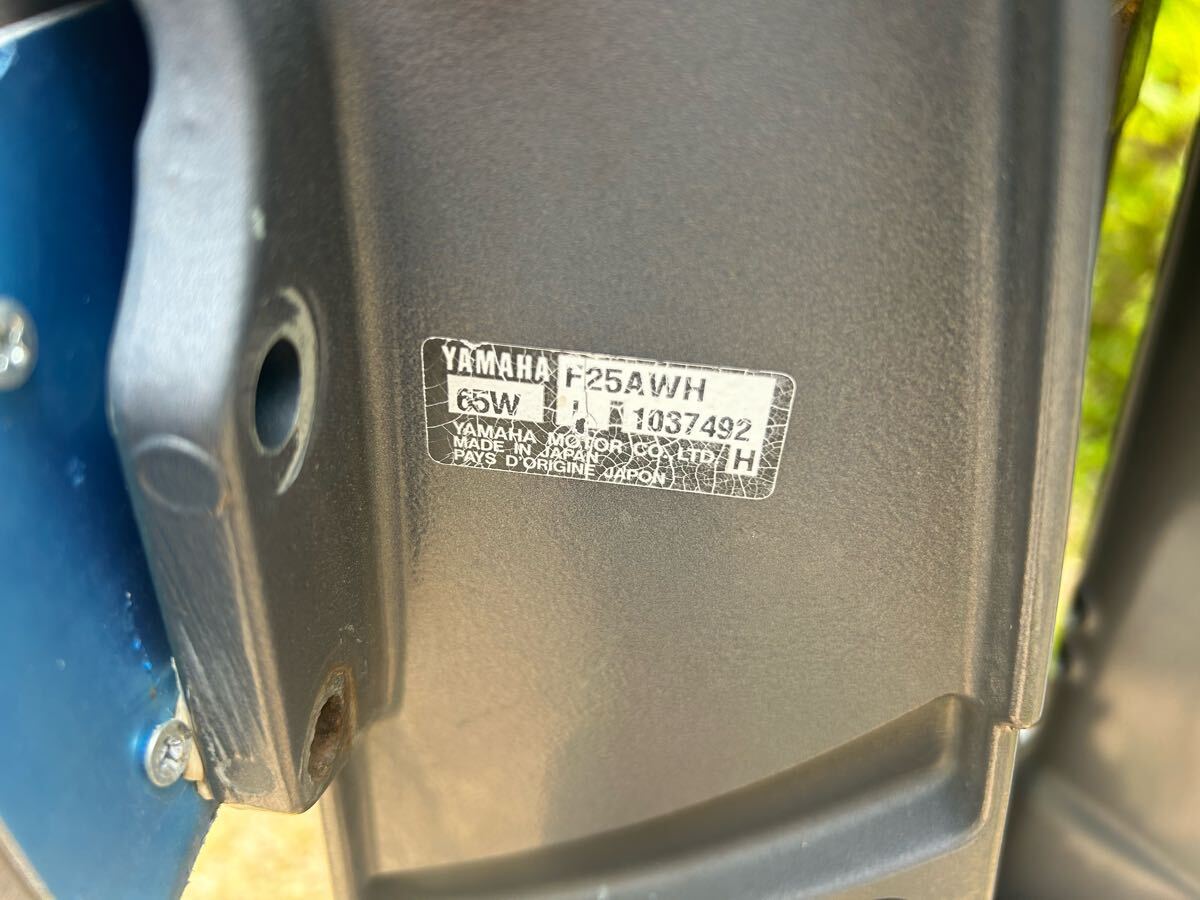 YAMAHA F25AWH
65W L 1037492
YAMAHA MOTOR CO., LTD. H
MADE IN JAPAN
PAYS D'ORIGINE JAPON